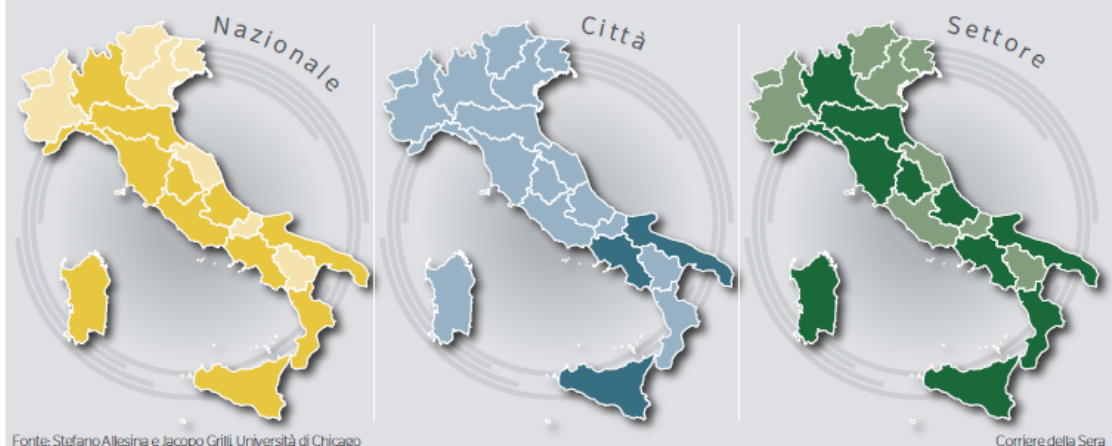 Nazionale
Città
Settore
Fonte: Stefano Allesina e Jacopo Grilli, Università di Chicago
Corriere della Sera